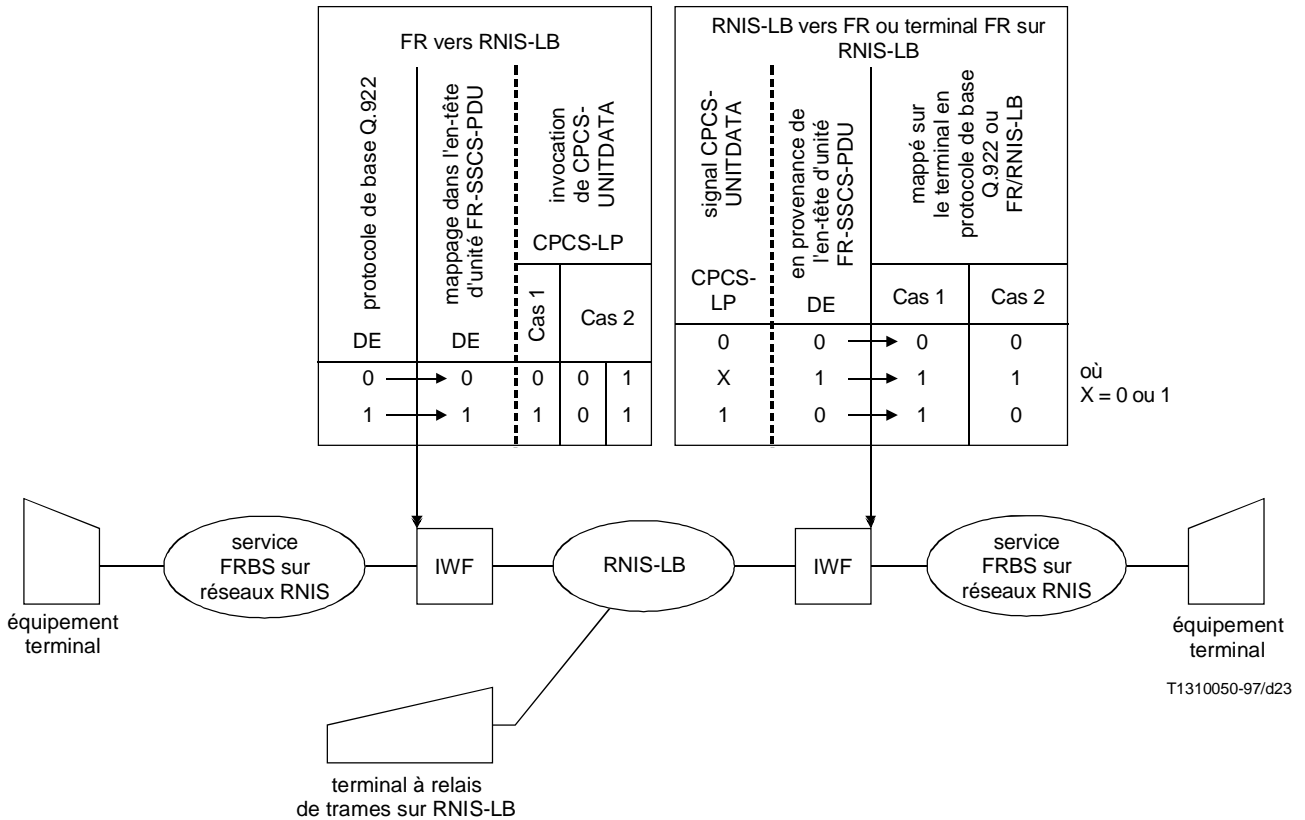 FR vers RNIS-LB
protocole de base Q.922
mappage dans l'en-tête
d'unité FR-SSCS-PDU
invocation
de CPCS-
UNITDATA
CPCS-LP
DE
DE
Cas 1
Cas 2
0 0 0 0 1
1 1 1 0 1
RNIS-LB vers FR ou terminal FR sur
RNIS-LB
signal CPCS-
UNITDATA
en provenance de
l'en-tête d'unité
FR-SSCS-PDU
mappé sur
le terminal en
protocole de base
Q.922 ou
FR/RNIS-LB
CPCS-
LP
DE
Cas 1
Cas 2
0 0 0 0
X 1 1 1
1 0 1 0
où
X = 0 ou 1
équipement
terminal
service
FRBS sur
réseaux RNIS
IWF
RNIS-LB
IWF
service
FRBS sur
réseaux RNIS
équipement
terminal
T1310050-97/d23
terminal à relais
de trames sur RNIS-LB